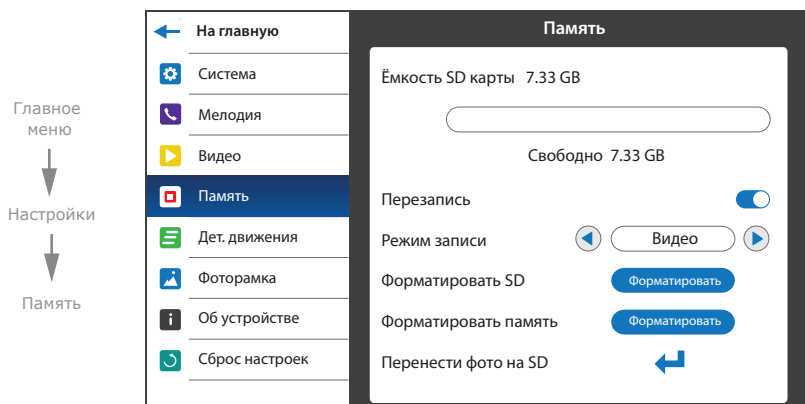 Главное
меню
Настройки
Память
На главную
Система
Мелодия
Видео
Память
Дет. движения
Фоторамка
Об устройстве
Сброс настроек
Память
Ёмкость SD карты 7.33 GB
Свободно 7.33 GB
Перезапись
Режим записи Видео
Форматировать SD Форматировать
Форматировать память Форматировать
Перенести фото на SD